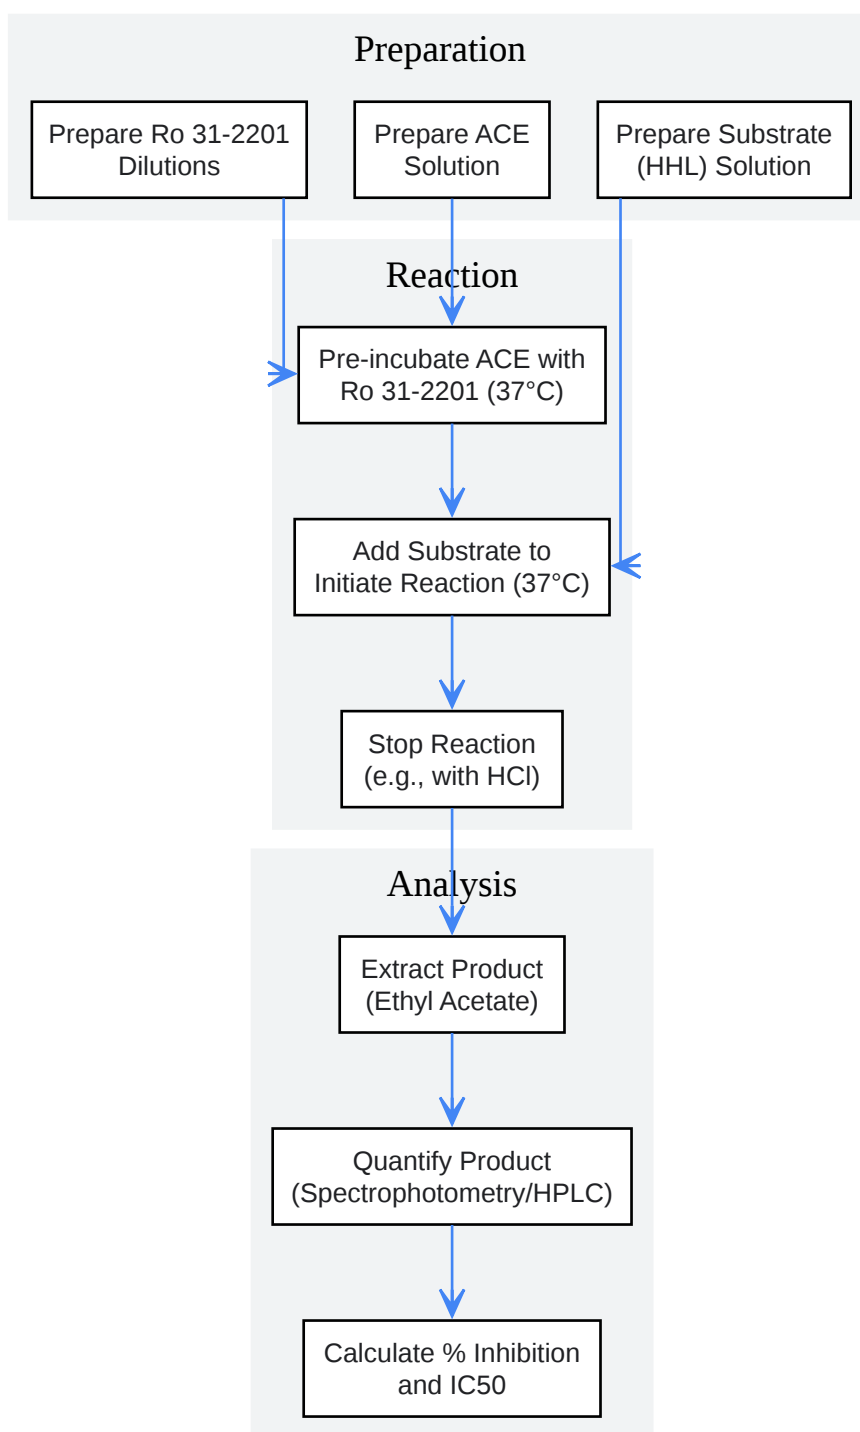 Preparation
Prepare Ro 31-2201
Dilutions
Prepare ACE
Solution
Prepare Substrate
(HHL) Solution
Reaction
Pre-incubate ACE with
Ro 31-2201 (37°C)
Add Substrate to
Initiate Reaction (37°C)
Stop Reaction
(e.g., with HCl)
Analysis
Extract Product
(Ethyl Acetate)
Quantify Product
(Spectrophotometry/HPLC)
Calculate % Inhibition
and IC50